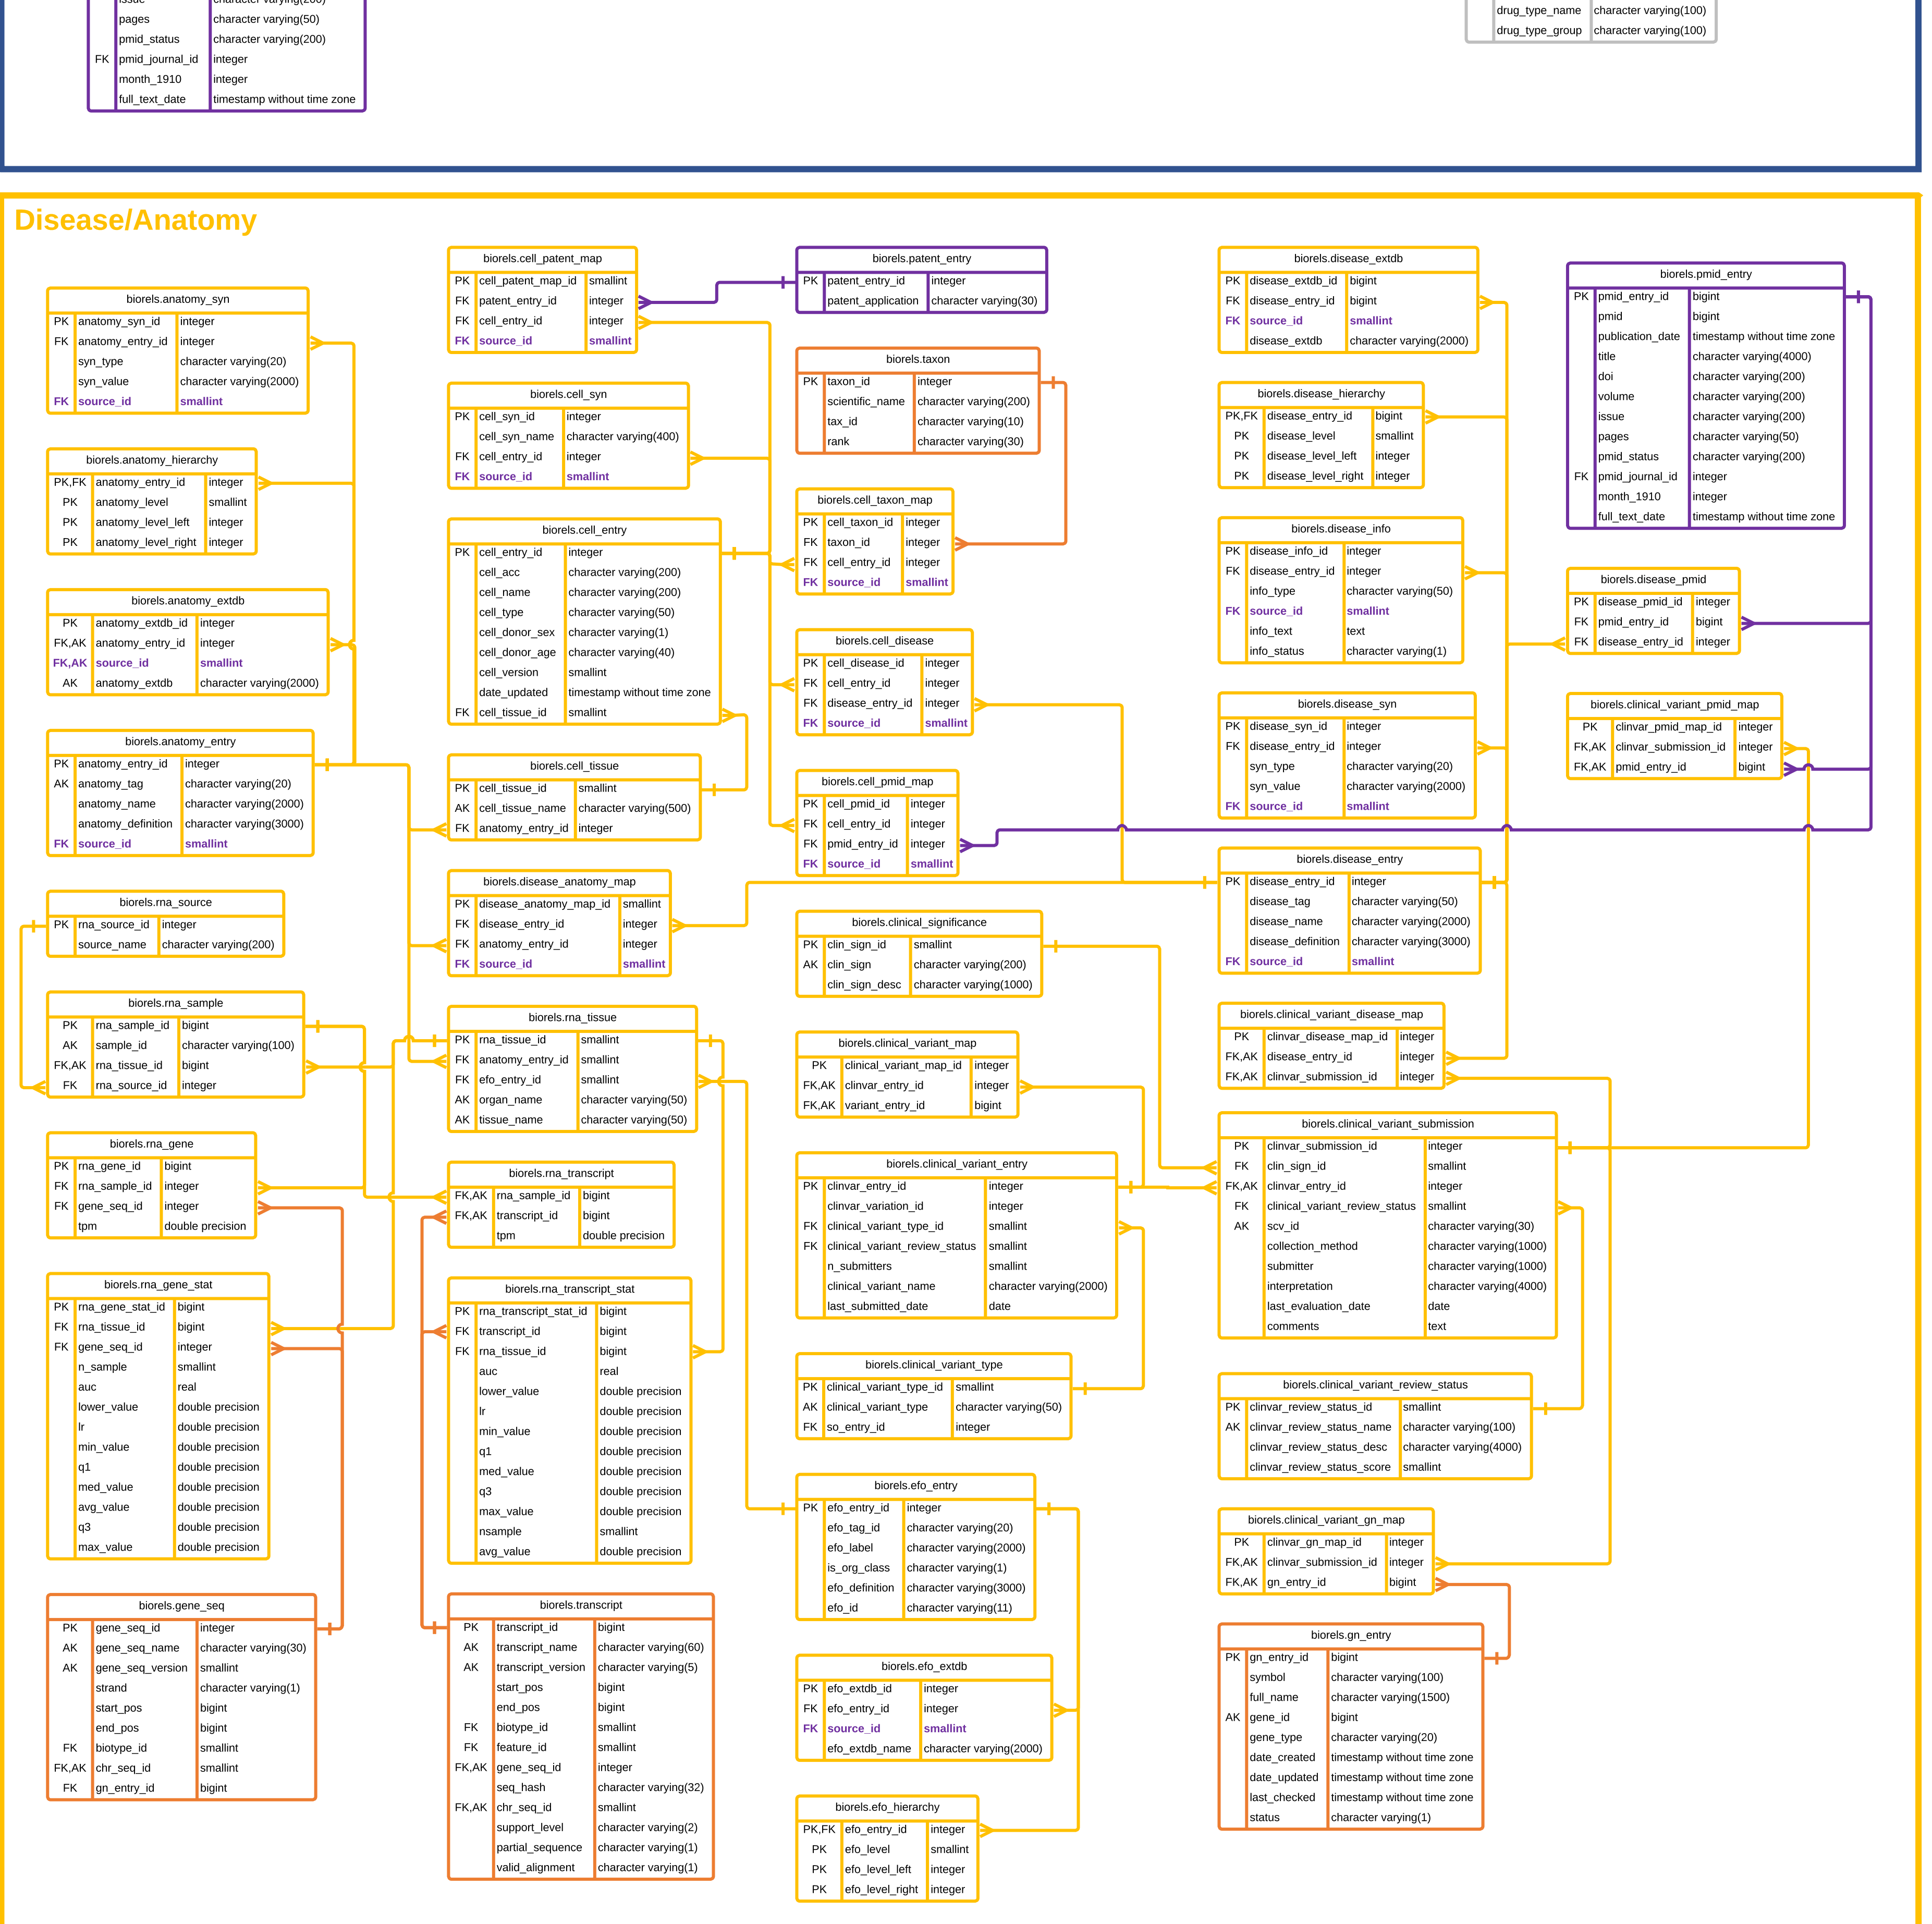 issue character varying(200)
pages character varying(50)
pmid_status character varying(200)
FK pmid_journal_id integer
month_1910 integer
full_text_date timestamp without time zone
drug_type_name character varying(100)
drug_type_group character varying(100)
Disease/Anatomy
biorels.anatomy_syn
PK anatomy_syn_id integer
FK anatomy_entry_id integer
syn_type character varying(20)
syn_value character varying(2000)
FK source_id smallint
biorels.anatomy_hierarchy
PK,FK anatomy_entry_id integer
PK anatomy_level smallint
PK anatomy_level_left integer
PK anatomy_level_right integer
biorels.anatomy_extdb
PK anatomy_extdb_id integer
FK,AK anatomy_entry_id integer
FK,AK source_id smallint
AK anatomy_extdb character varying(2000)
biorels.anatomy_entry
PK anatomy_entry_id integer
AK anatomy_tag character varying(20)
anatomy_name character varying(2000)
anatomy_definition character varying(3000)
FK source_id smallint
biorels.rna_source
PK rna_source_id integer
source_name character varying(200)
biorels.rna_sample
PK rna_sample_id bigint
AK sample_id character varying(100)
FK,AK rna_tissue_id bigint
FK rna_source_id integer
biorels.rna_gene
PK rna_gene_id bigint
FK rna_sample_id integer
FK gene_seq_id integer
tpm double precision
biorels.rna_gene_stat
PK rna_gene_stat_id bigint
FK rna_tissue_id bigint
FK gene_seq_id integer
n_sample smallint
auc real
lower_value double precision
lr double precision
min_value double precision
q1 double precision
med_value double precision
avg_value double precision
q3 double precision
max_value double precision
biorels.gene_seq
PK gene_seq_id integer
AK gene_seq_name character varying(30)
AK gene_seq_version smallint
strand character varying(1)
start_pos bigint
end_pos bigint
FK biotype_id smallint
FK,AK chr_seq_id smallint
FK gn_entry_id bigint
biorels.cell_patent_map
PK cell_patent_map_id smallint
FK patent_entry_id integer
FK cell_entry_id integer
FK source_id smallint
biorels.cell_syn
PK cell_syn_id integer
cell_syn_name character varying(400)
FK cell_entry_id integer
FK source_id smallint
biorels.cell_entry
PK cell_entry_id integer
cell_acc character varying(200)
cell_name character varying(200)
cell_type character varying(50)
cell_donor_sex character varying(1)
cell_donor_age character varying(40)
cell_version smallint
date_updated timestamp without time zone
FK cell_tissue_id smallint
biorels.cell_tissue
PK cell_tissue_id smallint
AK cell_tissue_name character varying(500)
FK anatomy_entry_id integer
biorels.disease_anatomy_map
PK disease_anatomy_map_id smallint
FK disease_entry_id integer
FK anatomy_entry_id integer
FK source_id smallint
biorels.rna_tissue
PK rna_tissue_id smallint
FK anatomy_entry_id smallint
FK efo_entry_id smallint
AK organ_name character varying(50)
AK tissue_name character varying(50)
biorels.rna_transcript
FK,AK rna_sample_id bigint
FK,AK transcript_id bigint
tpm double precision
biorels.rna_transcript_stat
PK rna_transcript_stat_id bigint
FK transcript_id bigint
FK rna_tissue_id bigint
auc real
lower_value double precision
lr double precision
min_value double precision
q1 double precision
med_value double precision
q3 double precision
max_value double precision
nsample smallint
avg_value double precision
biorels.transcript
PK transcript_id bigint
AK transcript_name character varying(60)
AK transcript_version character varying(5)
start_pos bigint
end_pos bigint
FK biotype_id smallint
FK feature_id smallint
FK,AK gene_seq_id integer
seq_hash character varying(32)
FK,AK chr_seq_id smallint
support_level character varying(2)
partial_sequence character varying(1)
valid_alignment character varying(1)
biorels.patent_entry
PK patent_entry_id integer
patent_application character varying(30)
biorels.taxon
PK taxon_id integer
scientific_name character varying(200)
tax_id character varying(10)
rank character varying(30)
biorels.cell_taxon_map
PK cell_taxon_id integer
FK taxon_id integer
FK cell_entry_id integer
FK source_id smallint
biorels.cell_disease
PK cell_disease_id integer
FK cell_entry_id integer
FK disease_entry_id integer
FK source_id smallint
biorels.cell_pmid_map
PK cell_pmid_id integer
FK cell_entry_id integer
FK pmid_entry_id integer
FK source_id smallint
biorels.clinical_significance
PK clin_sign_id smallint
AK clin_sign character varying(200)
clin_sign_desc character varying(1000)
biorels.clinical_variant_map
PK clinical_variant_map_id integer
FK,AK clinvar_entry_id integer
FK,AK variant_entry_id bigint
biorels.clinical_variant_entry
PK clinvar_entry_id integer
clinvar_variation_id integer
FK clinical_variant_type_id smallint
FK clinical_variant_review_status smallint
n_submitters smallint
clinical_variant_name character varying(2000)
last_submitted_date date
biorels.clinical_variant_type
PK clinical_variant_type_id smallint
AK clinical_variant_type character varying(50)
FK so_entry_id integer
biorels.efo_entry
PK efo_entry_id integer
efo_tag_id character varying(20)
efo_label character varying(2000)
is_org_class character varying(1)
efo_definition character varying(3000)
efo_id character varying(11)
biorels.efo_extdb
PK efo_extdb_id integer
FK efo_entry_id integer
FK source_id smallint
efo_extdb_name character varying(2000)
biorels.efo_hierarchy
PK,FK efo_entry_id integer
PK efo_level smallint
PK efo_level_left integer
PK efo_level_right integer
biorels.disease_extdb
PK disease_extdb_id bigint
FK disease_entry_id bigint
FK source_id smallint
disease_extdb character varying(2000)
biorels.disease_hierarchy
PK,FK disease_entry_id bigint
PK disease_level smallint
PK disease_level_left integer
PK disease_level_right integer
biorels.disease_info
PK disease_info_id integer
FK disease_entry_id integer
info_type character varying(50)
FK source_id smallint
info_text text
info_status character varying(1)
biorels.disease_syn
PK disease_syn_id integer
FK disease_entry_id integer
syn_type character varying(20)
syn_value character varying(2000)
FK source_id smallint
biorels.disease_entry
PK disease_entry_id integer
disease_tag character varying(50)
disease_name character varying(2000)
disease_definition character varying(3000)
FK source_id smallint
biorels.clinical_variant_disease_map
PK clinvar_disease_map_id integer
FK,AK disease_entry_id integer
FK,AK clinvar_submission_id integer
biorels.clinical_variant_submission
PK clinvar_submission_id integer
FK clin_sign_id smallint
FK,AK clinvar_entry_id integer
FK clinical_variant_review_status smallint
AK scv_id character varying(30)
collection_method character varying(1000)
submitter character varying(1000)
interpretation character varying(4000)
last_evaluation_date date
comments text
biorels.clinical_variant_review_status
PK clinvar_review_status_id smallint
AK clinvar_review_status_name character varying(100)
clinvar_review_status_desc character varying(4000)
clinvar_review_status_score smallint
biorels.clinical_variant_gn_map
PK clinvar_gn_map_id integer
FK,AK clinvar_submission_id integer
FK,AK gn_entry_id bigint
biorels.gn_entry
PK gn_entry_id bigint
symbol character varying(100)
full_name character varying(1500)
AK gene_id bigint
gene_type character varying(20)
date_created timestamp without time zone
date_updated timestamp without time zone
last_checked timestamp without time zone
status character varying(1)
biorels.pmid_entry
PK pmid_entry_id bigint
pmid bigint
publication_date timestamp without time zone
title character varying(4000)
doi character varying(200)
volume character varying(200)
issue character varying(200)
pages character varying(50)
pmid_status character varying(200)
FK pmid_journal_id integer
month_1910 integer
full_text_date timestamp without time zone
biorels.disease_pmid
PK disease_pmid_id integer
FK pmid_entry_id bigint
FK disease_entry_id integer
biorels.clinical_variant_pmid_map
PK clinvar_pmid_map_id integer
FK,AK clinvar_submission_id integer
FK,AK pmid_entry_id bigint